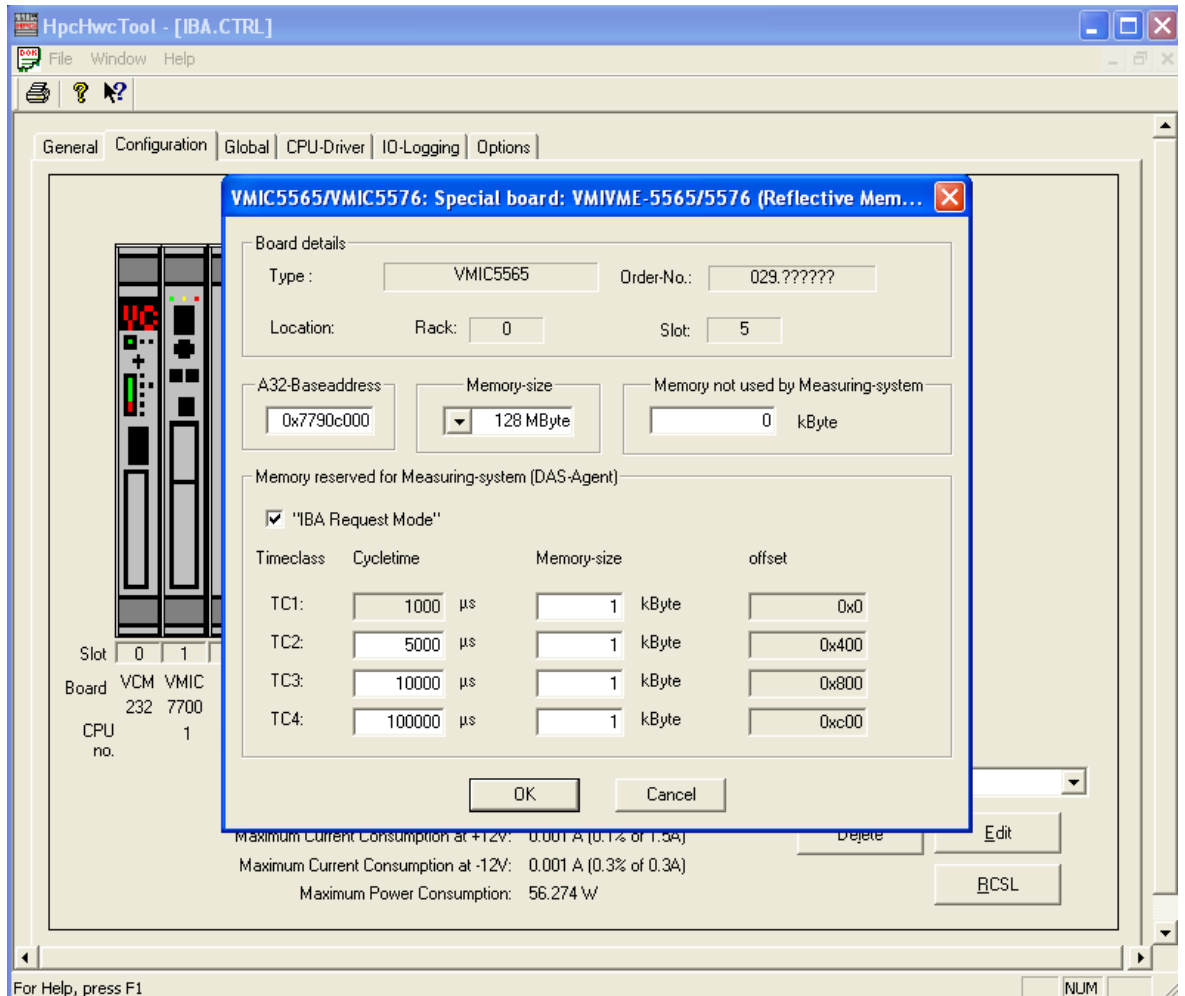 HpcHwcTool - [IBA.CTRL]
File Window Help
General Configuration Global CPU-Driver IO-Logging Options
VMIC5565/VMIC5576: Special board: VMIVME-5565/5576 (Reflective Mem...
Board details
Type : VMIC5565 Order-No.: 029.??????
Location: Rack: 0 Slot: 5
A32-Baseaddress Memory-size Memory not used by Measuring-system
0x7790c000 128 MByte 0 kByte
Memory reserved for Measuring-system (DAS-Agent)
"IBA Request Mode"
Timeclass Cycletime Memory-size offset
TC1: 1000 µs 1 kByte 0x0
TC2: 5000 µs 1 kByte 0x400
TC3: 10000 µs 1 kByte 0x800
TC4: 100000 µs 1 kByte 0xc00
OK Cancel
Slot 0 1
Board VCM VMIC
232 7700
CPU 1
no.
Maximum Current Consumption at +12V: 0.001 A (0.1% of 1.5A)
Delete Edit
Maximum Current Consumption at -12V: 0.001 A (0.3% of 0.3A)
Maximum Power Consumption: 56.274 W
RCSL
For Help, press F1 NUM